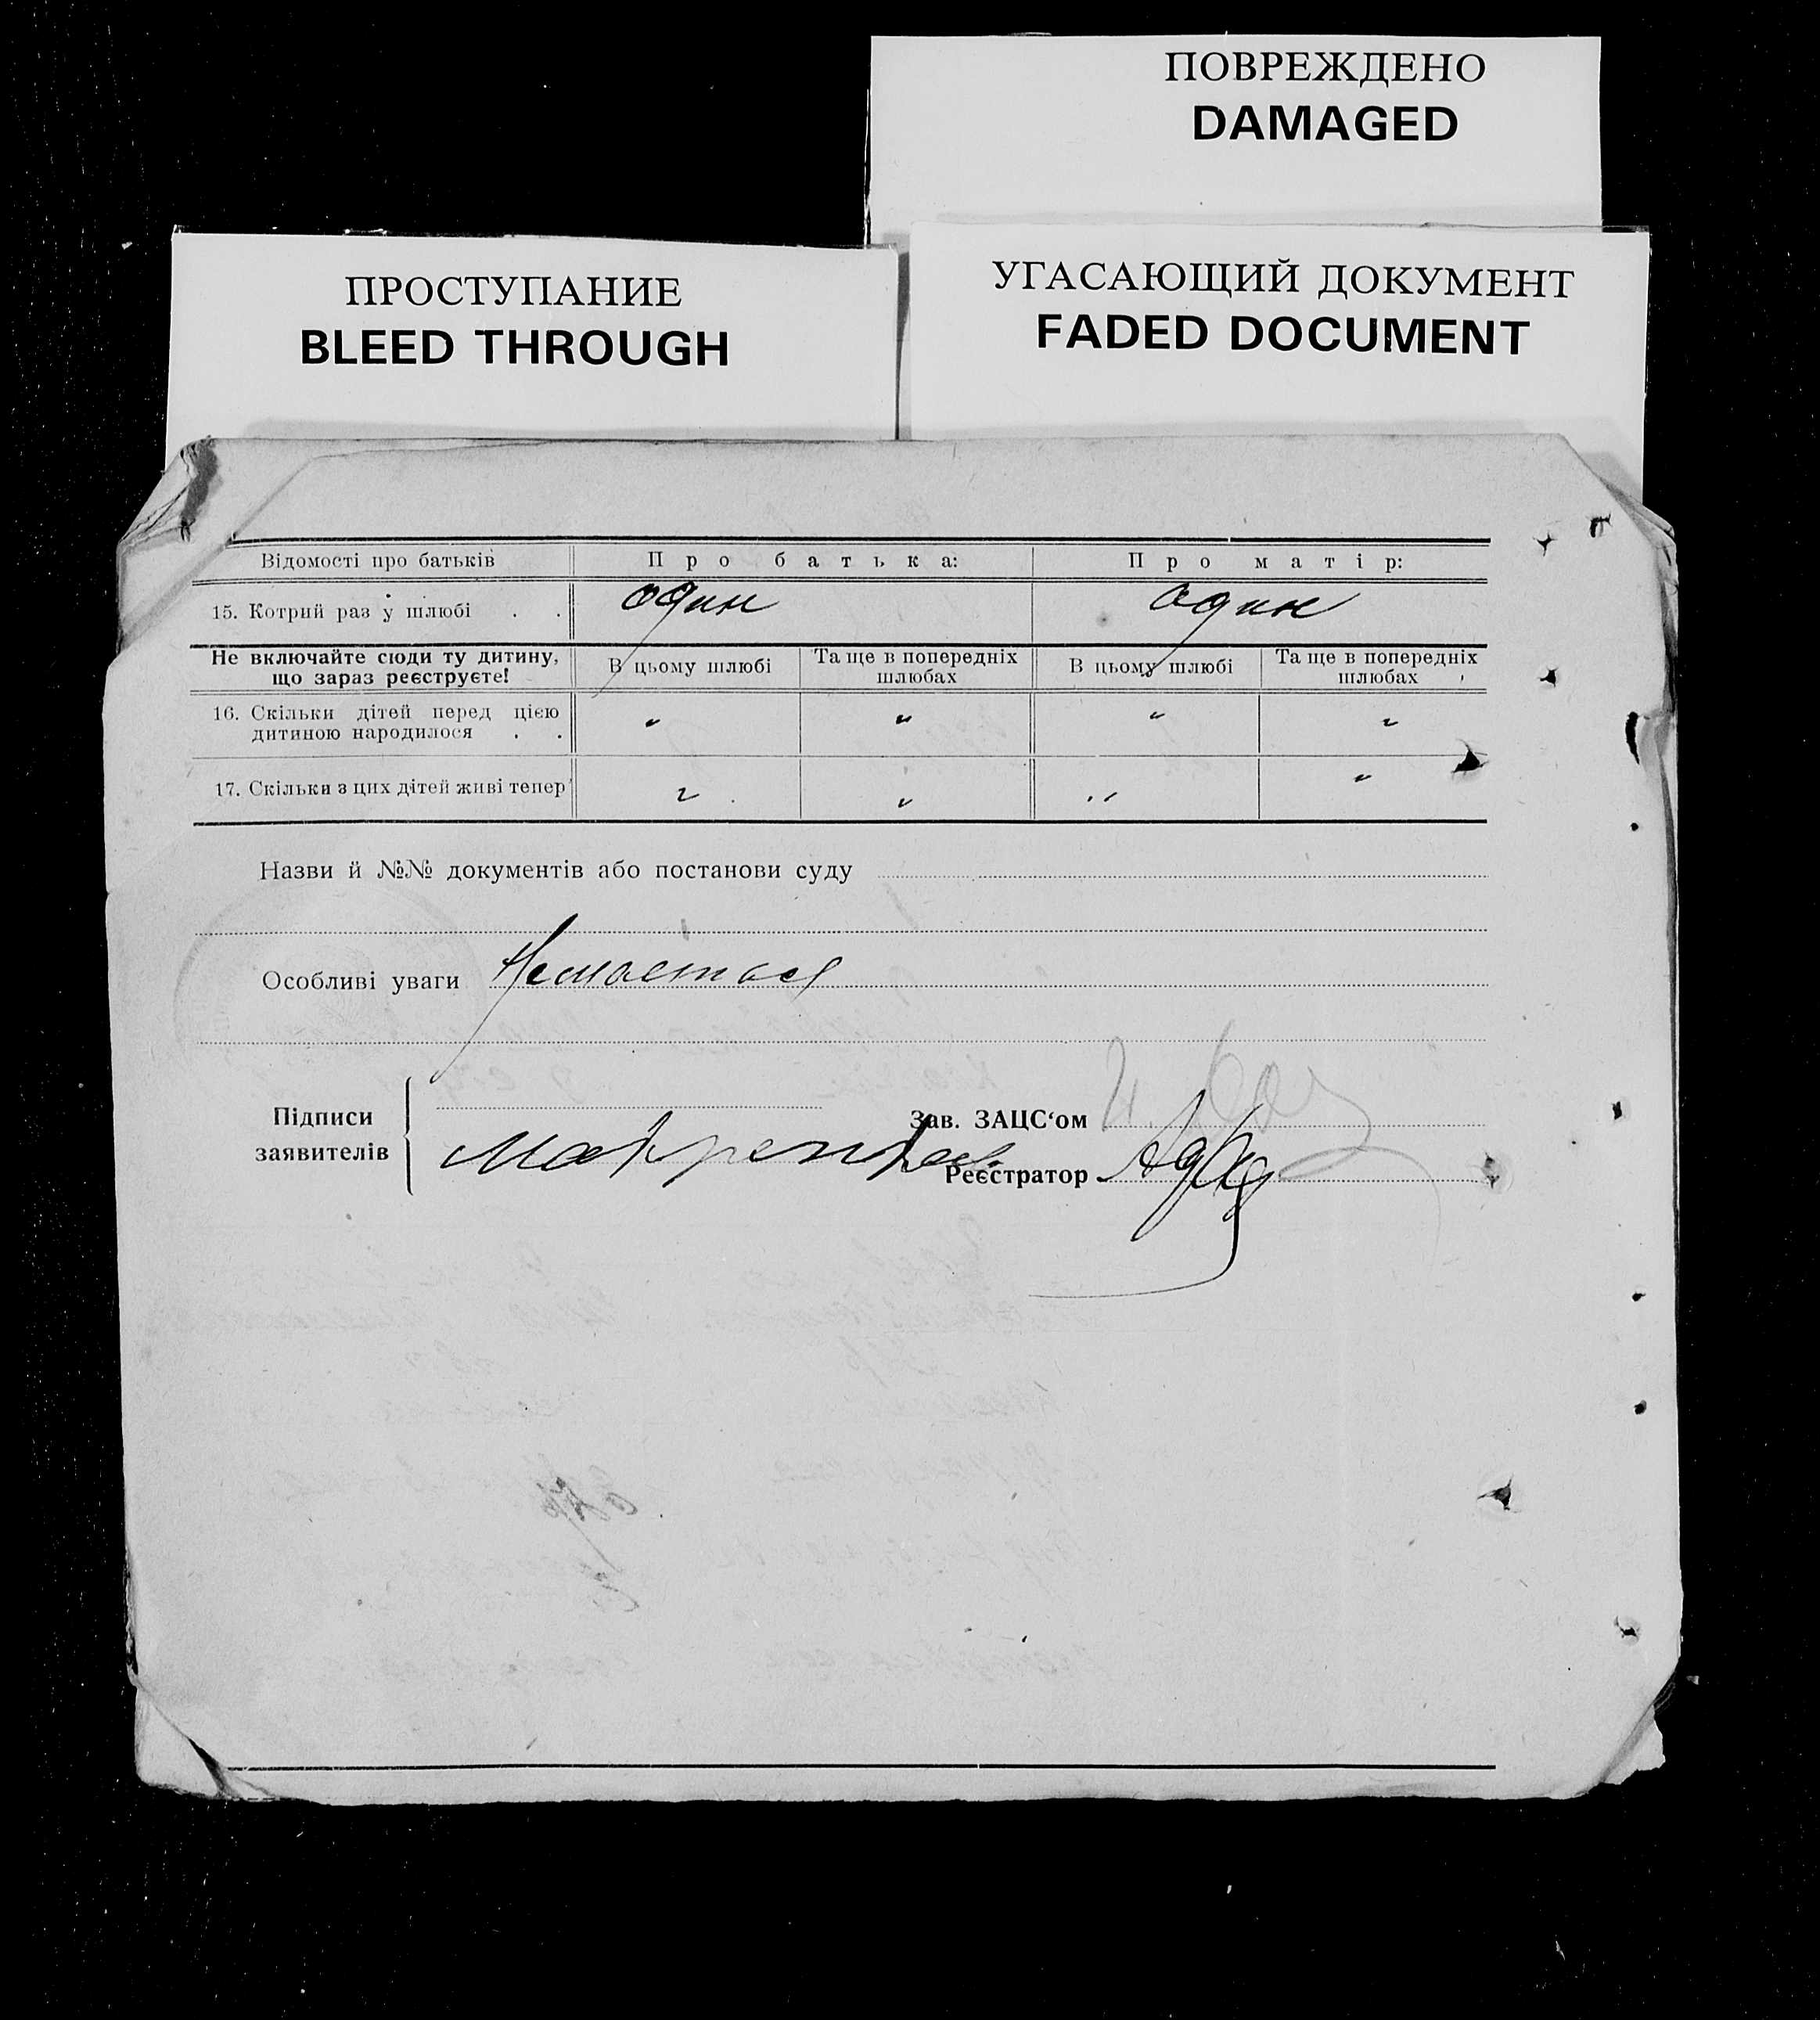 ПОВРЕЖДЕНО
DAMAGED
ПРОСТУПАНИЕ
BLEED THROUGH
УГАСАЮЩИЙ ДОКУМЕНТ
FADED DOCUMENT
Відомості про батьків Про батька: Про матір:
15. Котрий раз у шлюбі . . один один
Не включайте сюди ту дитину, що зараз реєструєте! В цьому шлюбі Та ще в попередніх шлюбах В цьому шлюбі Та ще в попередніх шлюбах
16. Скільки дітей перед цією дитиною народилося . . " " " "
17. Скільки з цих дітей живі тепер " " " "
Назви й №№ документів або постанови суду
Особливі уваги
Підписи заявителів
Зав. ЗАЦС‘ом
Реєстратор